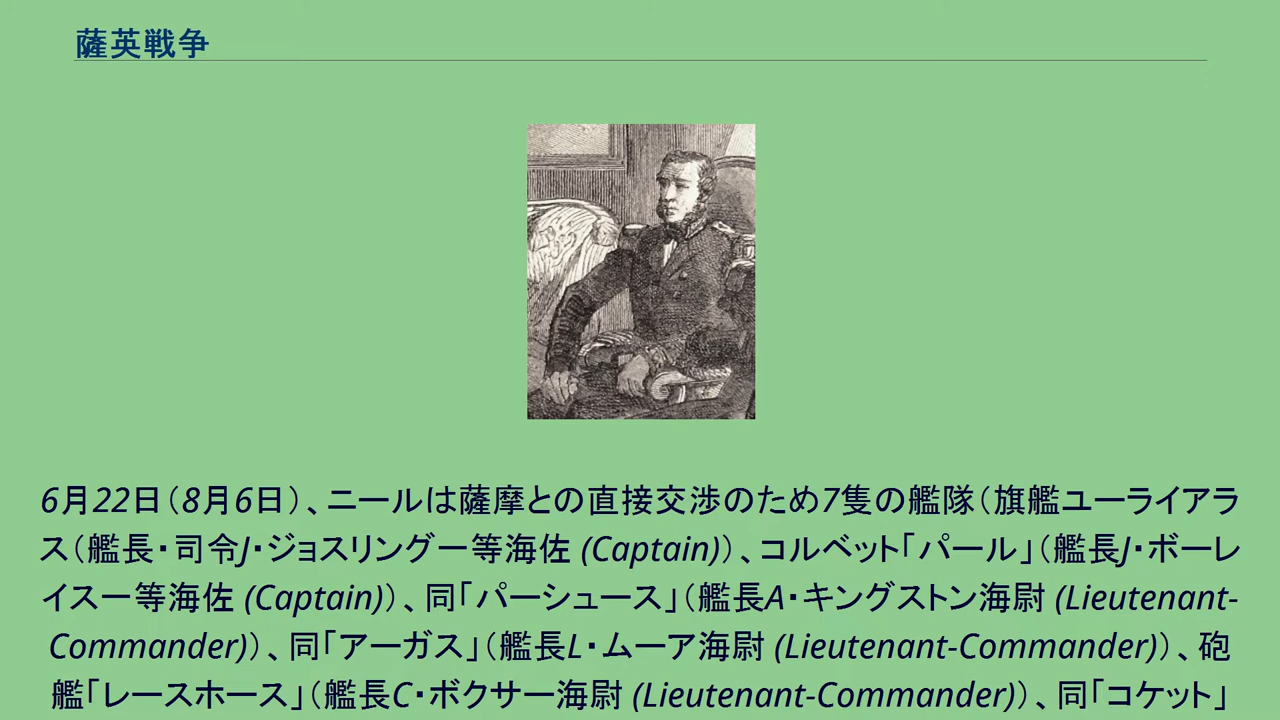 薩英戦争
6月22日（8月6日）、ニールは薩摩との直接交渉のため7隻の艦隊（旗艦ユーライアラ
ス（艦長・司令J・ジョスリング一等海佐 (Captain)）、コルベット「パール」（艦長J・ボーレ
イス一等海佐 (Captain)）、同「パーシュース」（艦長A・キングストン海尉 (Lieutenant-
Commander)）、同「アーガス」（艦長L・ムーア海尉 (Lieutenant-Commander)）、砲
艦「レースホース」（艦長C・ボクサー海尉 (Lieutenant-Commander)）、同「コケット」